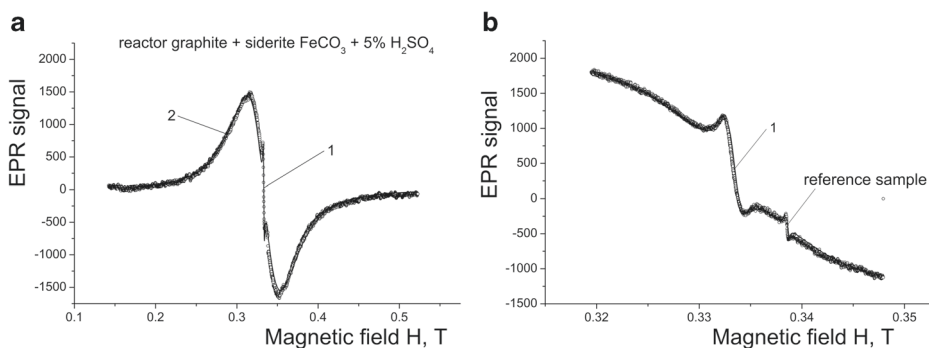 a
reactor graphite + siderite FeCO₃ + 5% H₂SO₄
EPR signal
2000
1500
1000
500
0
-500
-1000
-1500
2
1
0.1 0.2 0.3 0.4 0.5
Magnetic field H, T
b
EPR signal
2000
1500
1000
500
0
-500
-1000
-1500
1
reference sample
0.32 0.33 0.34 0.35
Magnetic field H, T